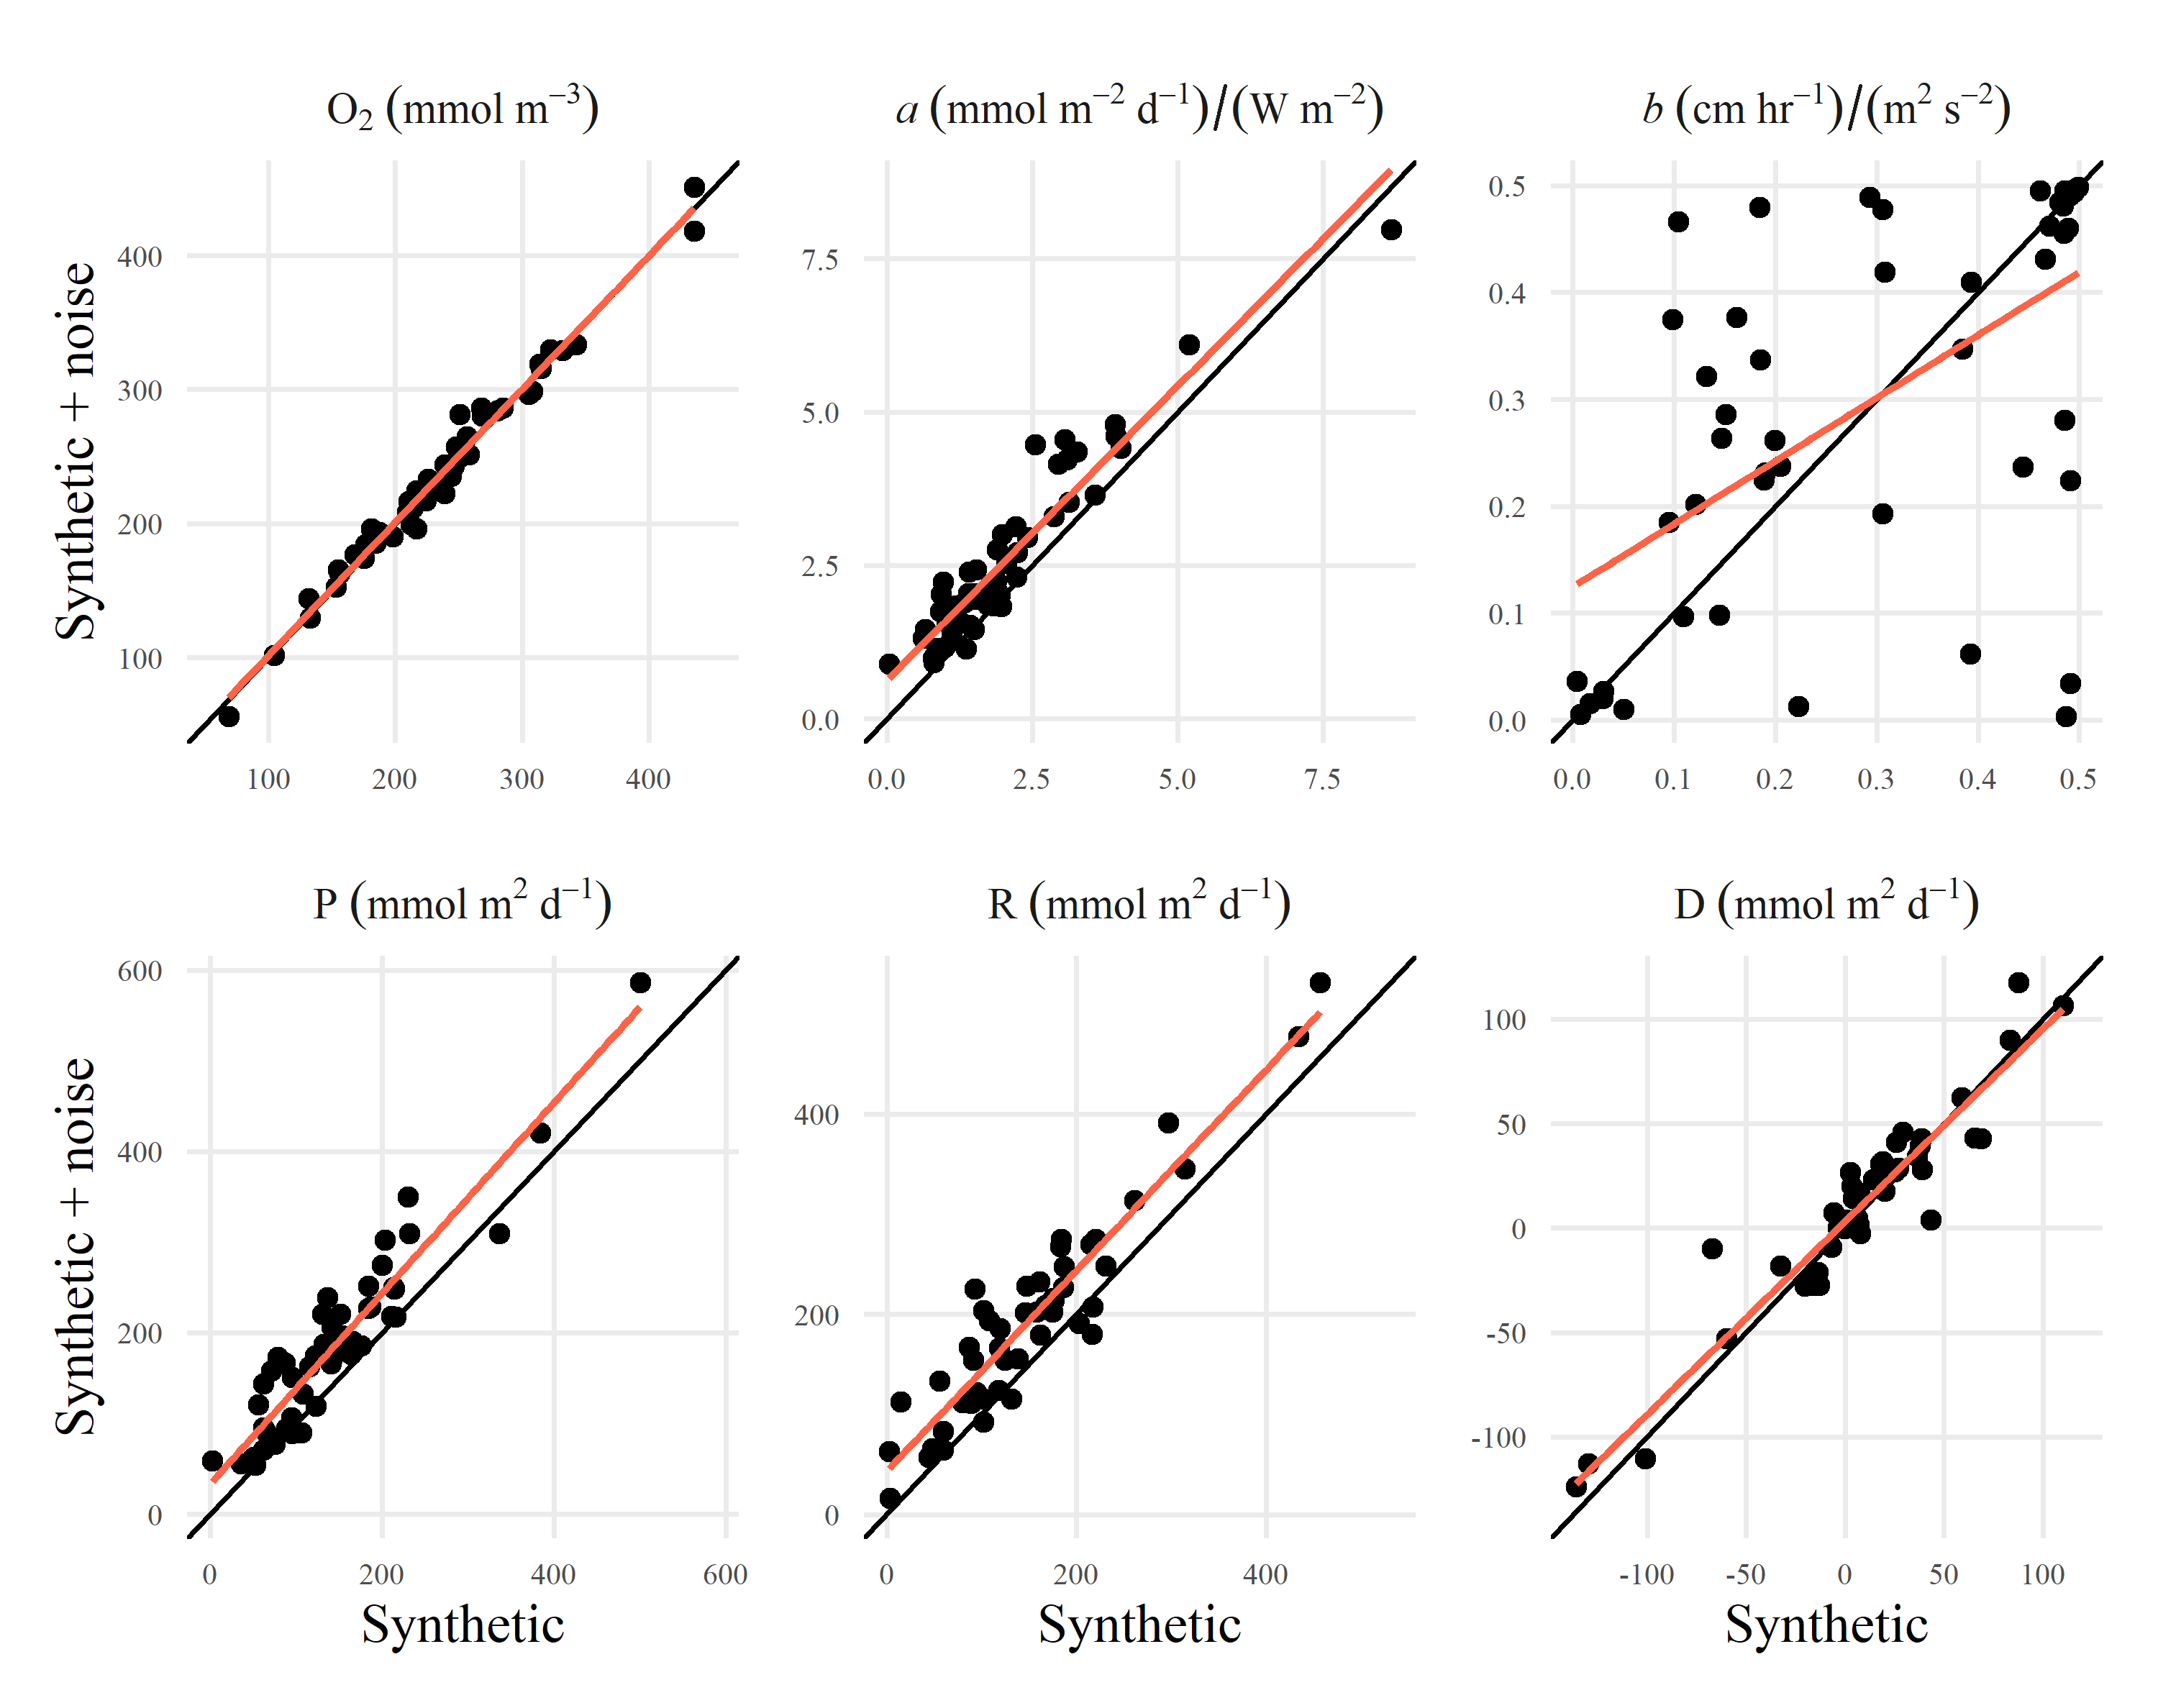 O₂ (mmol m⁻³)
a (mmol m⁻² d⁻¹)/(W m⁻²)
b (cm hr⁻¹)/(m² s⁻²)
Synthetic + noise
400
300
200
100
100 200 300 400
7.5
5.0
2.5
0.0
0.0 2.5 5.0 7.5
0.5
0.4
0.3
0.2
0.1
0.0
0.0 0.1 0.2 0.3 0.4 0.5
P (mmol m² d⁻¹)
R (mmol m² d⁻¹)
D (mmol m² d⁻¹)
Synthetic + noise
600
400
200
0
0 200 400 600
Synthetic
400
200
0
0 200 400
Synthetic
100
50
0
-50
-100
-100 -50 0 50 100
Synthetic